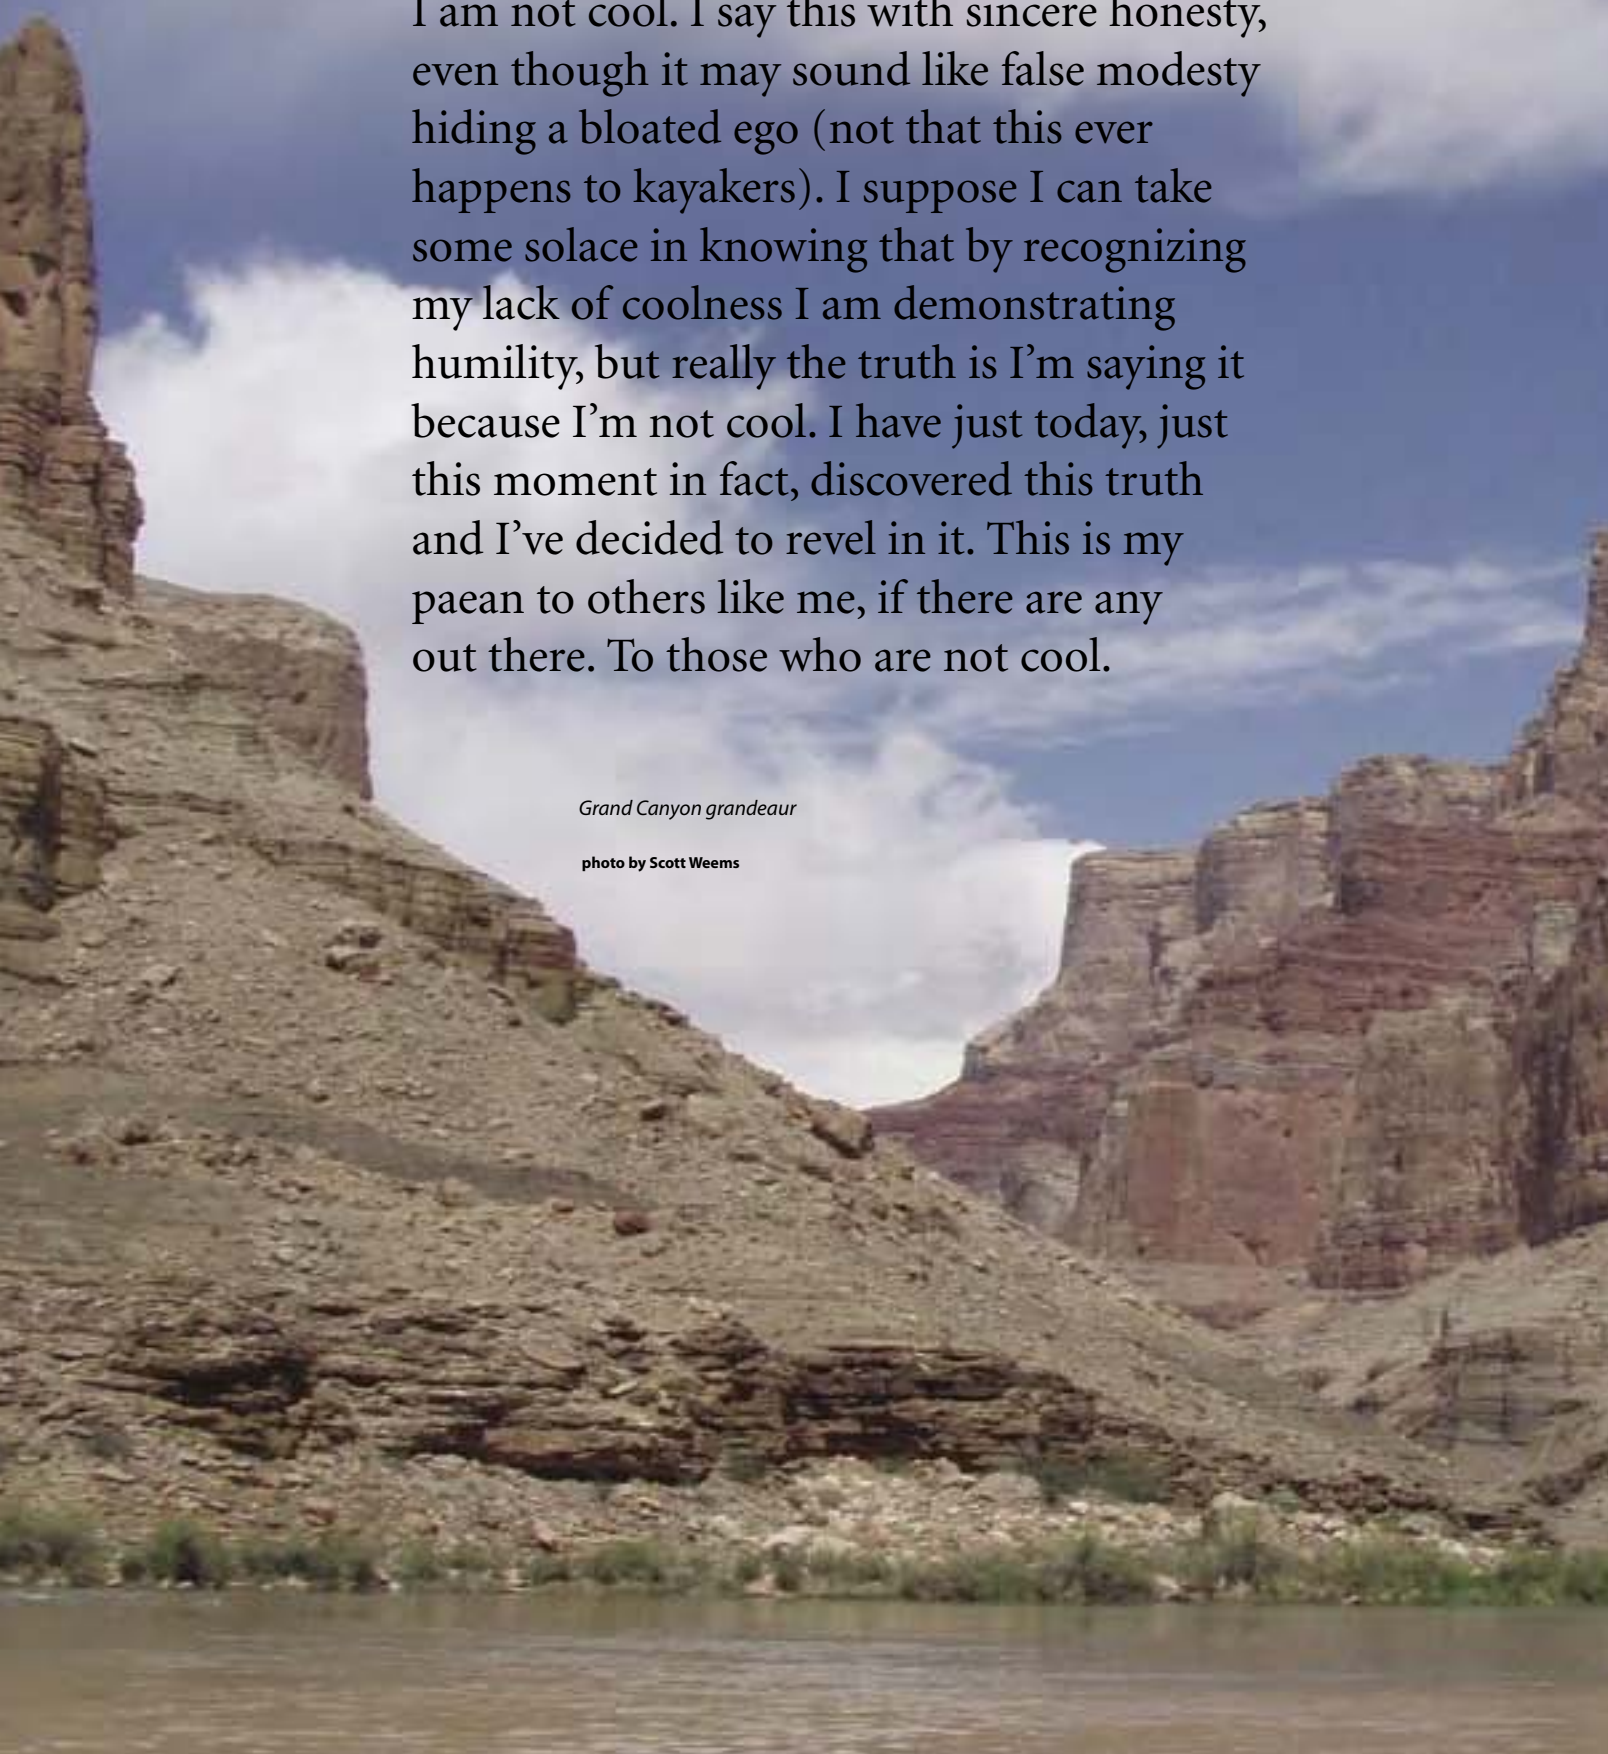 I am not cool. I say this with sincere honesty,
even though it may sound like false modesty
hiding a bloated ego (not that this ever
happens to kayakers). I suppose I can take
some solace in knowing that by recognizing
my lack of coolness I am demonstrating
humility, but really the truth is I’m saying it
because I’m not cool. I have just today, just
this moment in fact, discovered this truth
and I’ve decided to revel in it. This is my
paean to others like me, if there are any
out there. To those who are not cool.
Grand Canyon grandeaur
photo by Scott Weems